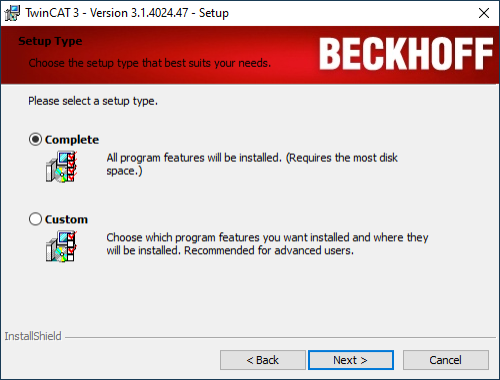 TwinCAT 3 - Version 3.1.4024.47 - Setup
Setup Type
Choose the setup type that best suits your needs.
BECKHOFF
Please select a setup type.
Complete
All program features will be installed. (Requires the most disk
space.)
Custom
Choose which program features you want installed and where they
will be installed. Recommended for advanced users.
InstallShield
< Back
Next >
Cancel